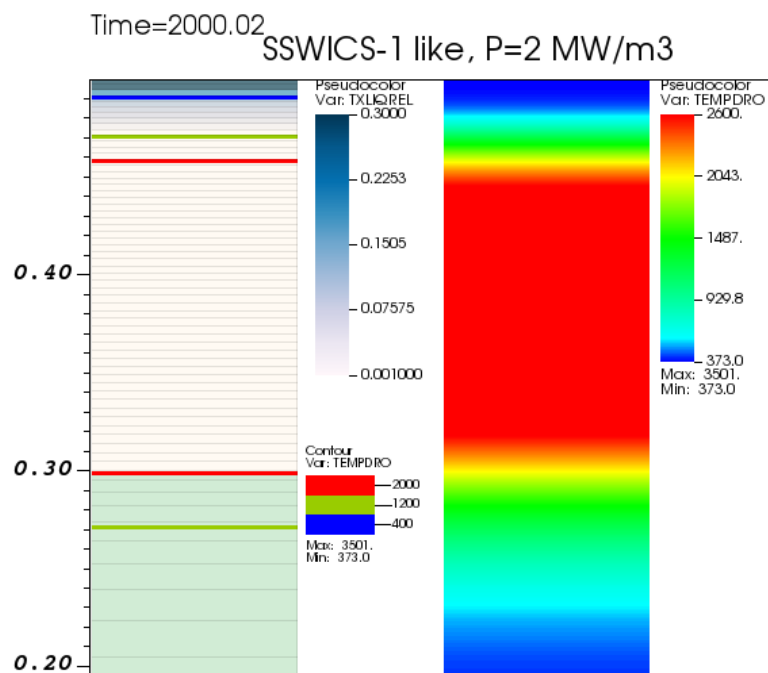 Time=2000.02
SSWICS-1 like, P=2 MW/m3
Pseudocolor
Var: TXLIQREL
0.3000
0.2253
0.1505
0.07575
0.001000
Contour
Var: TEMPDRO
2000
1200
400
Max: 3501.
Min: 373.0
0.40
0.30
0.20
Pseudocolor
Var: TEMPDRO
2600.
2043.
1487.
929.8
373.0
Max: 3501.
Min: 373.0